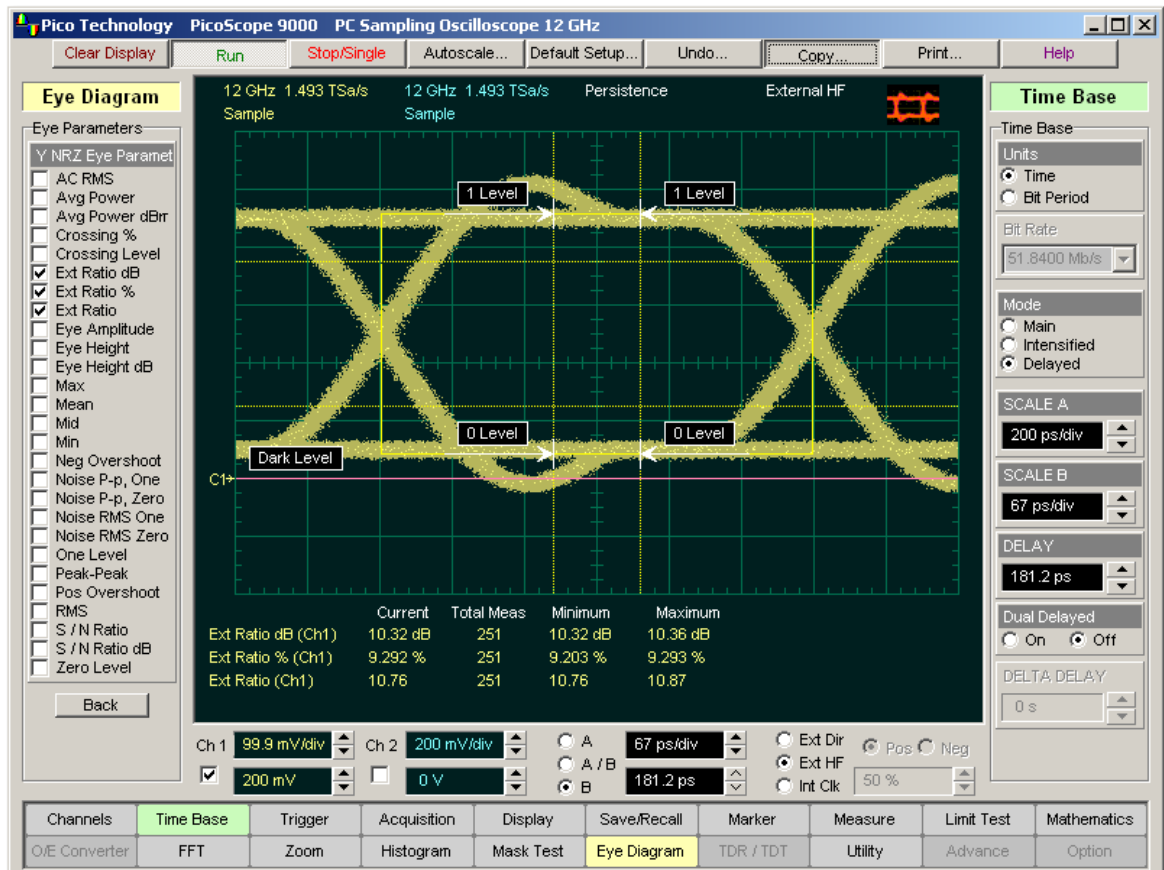 Pico Technology PicoScope 9000 PC Sampling Oscilloscope 12 GHz
Clear Display Run Stop/Single Autoscale... Default Setup... Undo... Copy... Print... Help
Eye Diagram
Eye Parameters
Y NRZ Eye Paramet
AC RMS
Avg Power
Avg Power dBm
Crossing %
Crossing Level
Ext Ratio dB
Ext Ratio %
Ext Ratio
Eye Amplitude
Eye Height
Eye Height dB
Max
Mean
Mid
Min
Neg Overshoot
Noise P-p, One
Noise P-p, Zero
Noise RMS One
Noise RMS Zero
One Level
Peak-Peak
Pos Overshoot
RMS
S / N Ratio
S / N Ratio dB
Zero Level
Back
12 GHz 1.493 TSa/s 12 GHz 1.493 TSa/s Persistence External HF
Sample Sample
1 Level 1 Level
0 Level 0 Level
Dark Level
C1
Current Total Meas Minimum Maximum
Ext Ratio dB (Ch1) 10.32 dB 251 10.32 dB 10.36 dB
Ext Ratio % (Ch1) 9.292 % 251 9.203 % 9.293 %
Ext Ratio (Ch1) 10.76 251 10.76 10.87
Time Base
Time Base
Units
Time
Bit Period
Bit Rate
51.8400 Mb/s
Mode
Main
Intensified
Delayed
SCALE A
200 ps/div
SCALE B
67 ps/div
DELAY
181.2 ps
Dual Delayed
On Off
DELTA DELAY
0 s
Ch 1 99.9 mV/div Ch 2 200 mV/div A 67 ps/div Ext Dir Pos Neg
A / B Ext HF
200 mV 0 V B 181.2 ps Int Clk 50 %
Channels Time Base Trigger Acquisition Display Save/Recall Marker Measure Limit Test Mathematics
O/E Converter FFT Zoom Histogram Mask Test Eye Diagram TDR / TDT Utility Advance Option